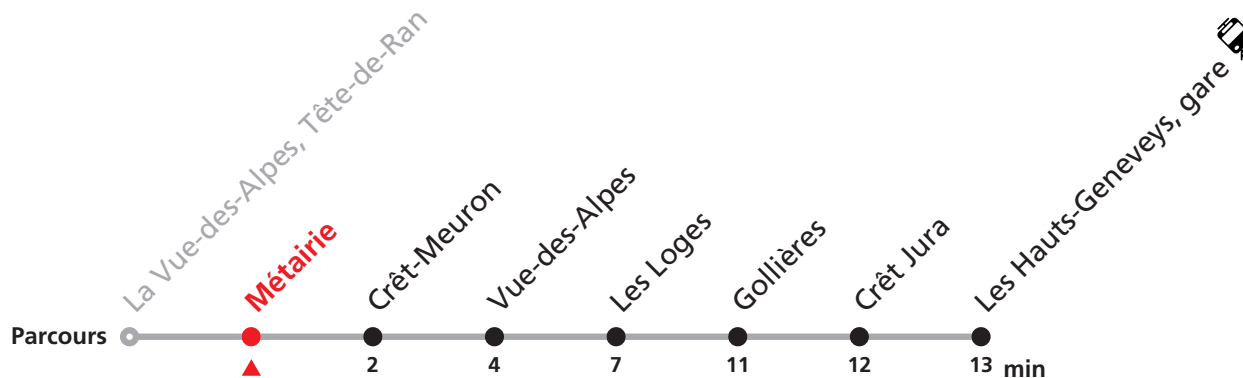 La Vue-des-Alpes, Tête-de-Ran
Métairie
Crêt-Meuron
Vue-des-Alpes
Les Loges
Gollières
Crêt Jura
Les Hauts-Geneveys, gare
Parcours
2 4 7 11 12 13 min